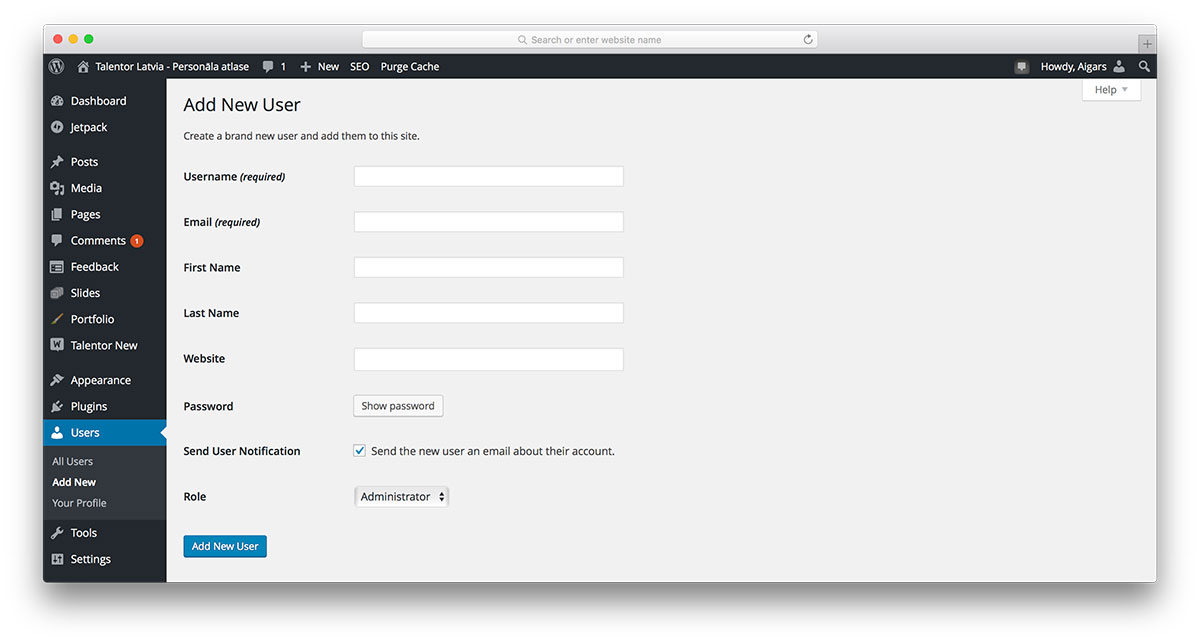 Search or enter website name
Talentor Latvia - Personāla atlase 1 New SEO Purge Cache Howdy, Aigars
Help
Dashboard
Jetpack
Posts
Media
Pages
Comments 1
Feedback
Slides
Portfolio
Talentor New
Appearance
Plugins
Users
All Users
Add New
Your Profile
Tools
Settings
Add New User
Create a brand new user and add them to this site.
Username (required)
Email (required)
First Name
Last Name
Website
Password Show password
Send User Notification Send the new user an email about their account.
Role Administrator
Add New User